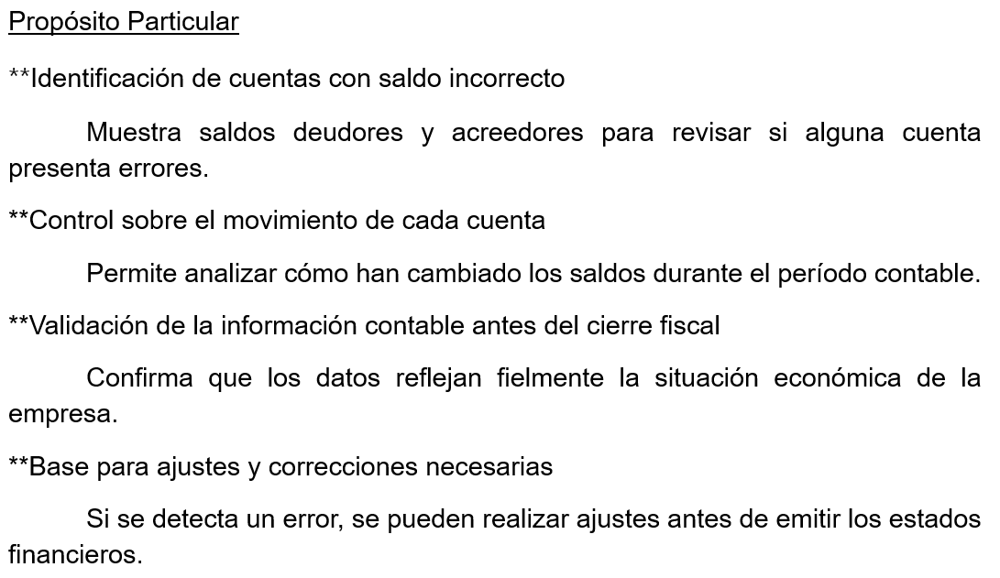 Propósito Particular
**Identificación de cuentas con saldo incorrecto
Muestra saldos deudores y acreedores para revisar si alguna cuenta
presenta errores.
**Control sobre el movimiento de cada cuenta
Permite analizar cómo han cambiado los saldos durante el período contable.
**Validación de la información contable antes del cierre fiscal
Confirma que los datos reflejan fielmente la situación económica de la
empresa.
**Base para ajustes y correcciones necesarias
Si se detecta un error, se pueden realizar ajustes antes de emitir los estados
financieros.